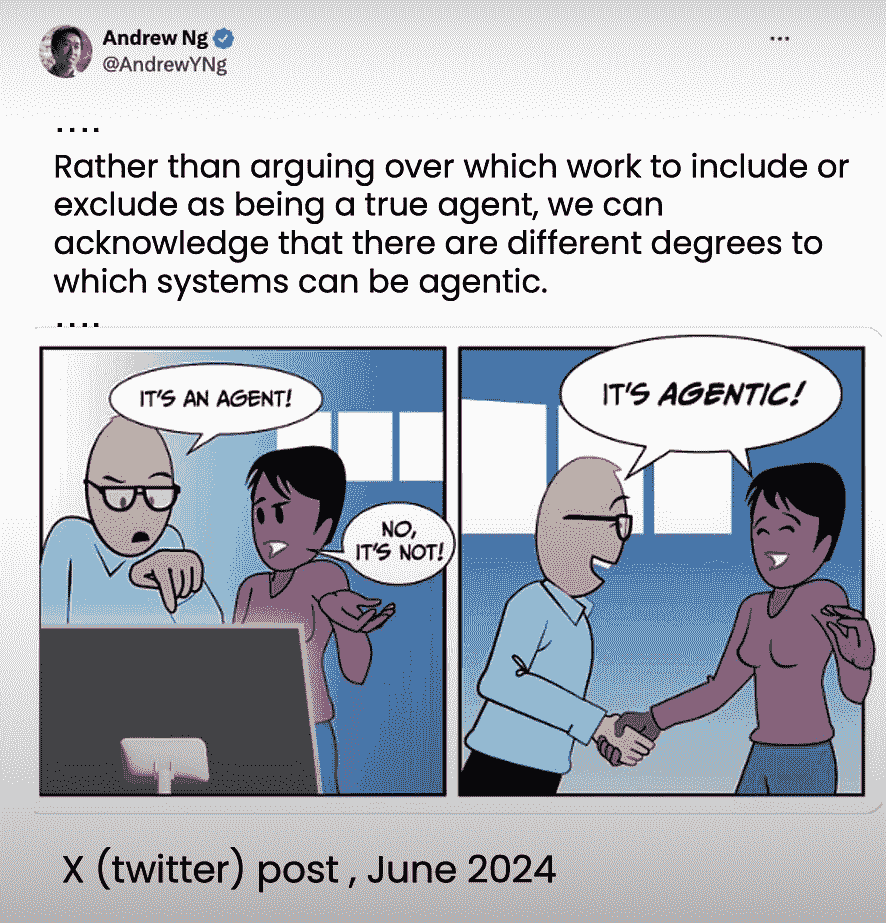 Andrew Ng
@AndrewYNg
...
....
Rather than arguing over which work to include or
exclude as being a true agent, we can
acknowledge that there are different degrees to
which systems can be agentic.
....
IT'S AN AGENT!
NO,
IT'S NOT!
IT'S AGENTIC!
X (twitter) post , June 2024